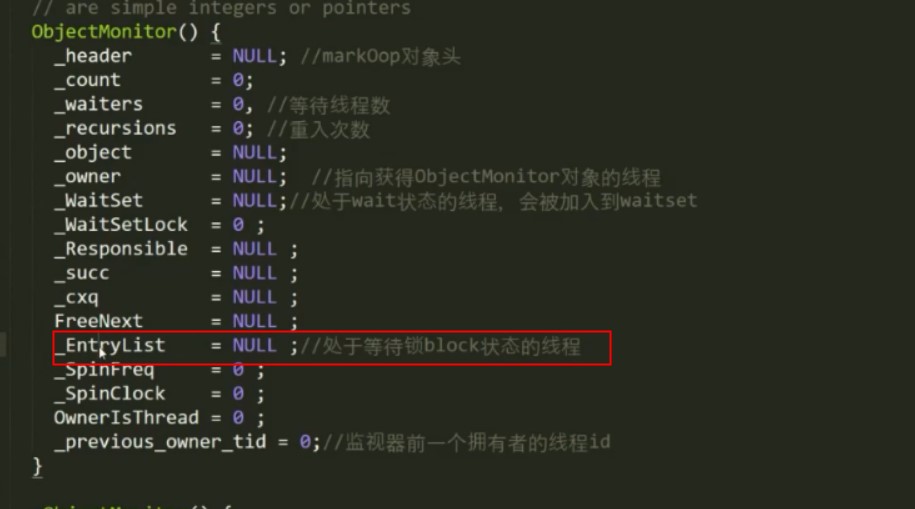 // are simple integers or pointers
ObjectMonitor() {
_header = NULL; //markOop对象头
_count = 0;
_waiters = 0, //等待线程数
_recursions = 0; //重入次数
_object = NULL;
_owner = NULL; //指向获得ObjectMonitor对象的线程
_WaitSet = NULL;//处于wait状态的线程, 会被加入到waitset
_WaitSetLock = 0 ;
_Responsible = NULL ;
_succ = NULL ;
_cxq = NULL ;
FreeNext = NULL ;
_EntryList = NULL ;//处于等待锁block状态的线程
_SpinFreq = 0 ;
_SpinClock = 0 ;
OwnerIsThread = 0 ;
_previous_owner_tid = 0;//监视器前一个拥有者的线程id
}